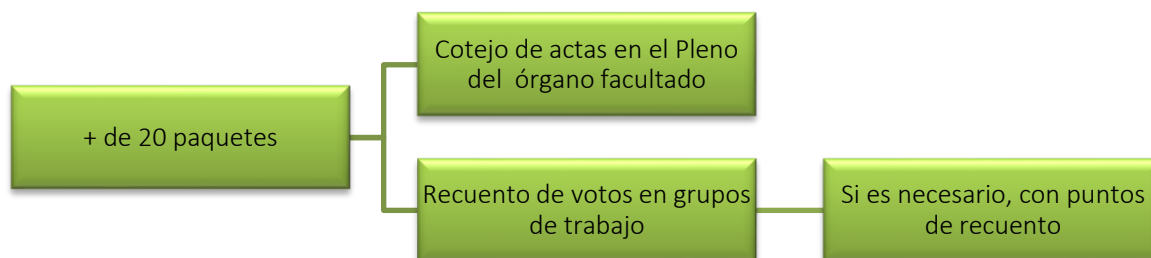 Cotejo de actas en el Pleno
del órgano facultado
+ de 20 paquetes
Recuento de votos en grupos
de trabajo
Si es necesario, con puntos
de recuento